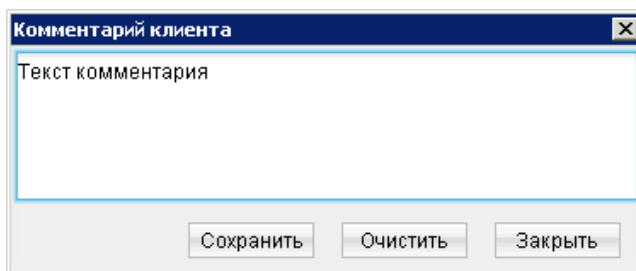 Комментарий клиента
Текст комментария
Сохранить Очистить Закрыть